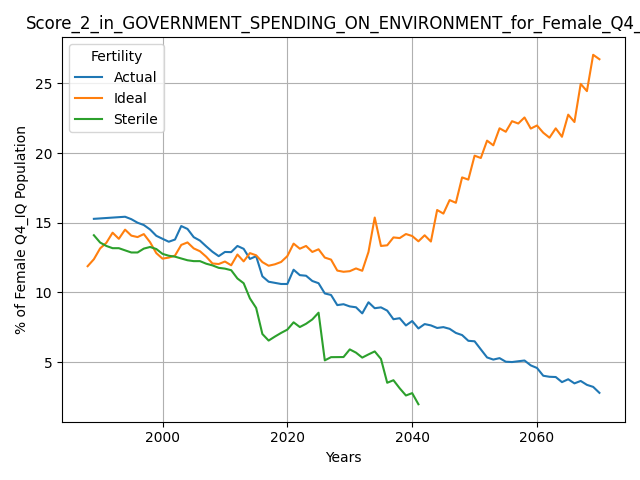 Score_2_in_GOVERNMENT_SPENDING_ON_ENVIRONMENT_for_Female_Q4_
Fertility
Actual
Ideal
Sterile
% of Female Q4_IQ Population
25
20
15
10
5
2000 2020 2040 2060
Years